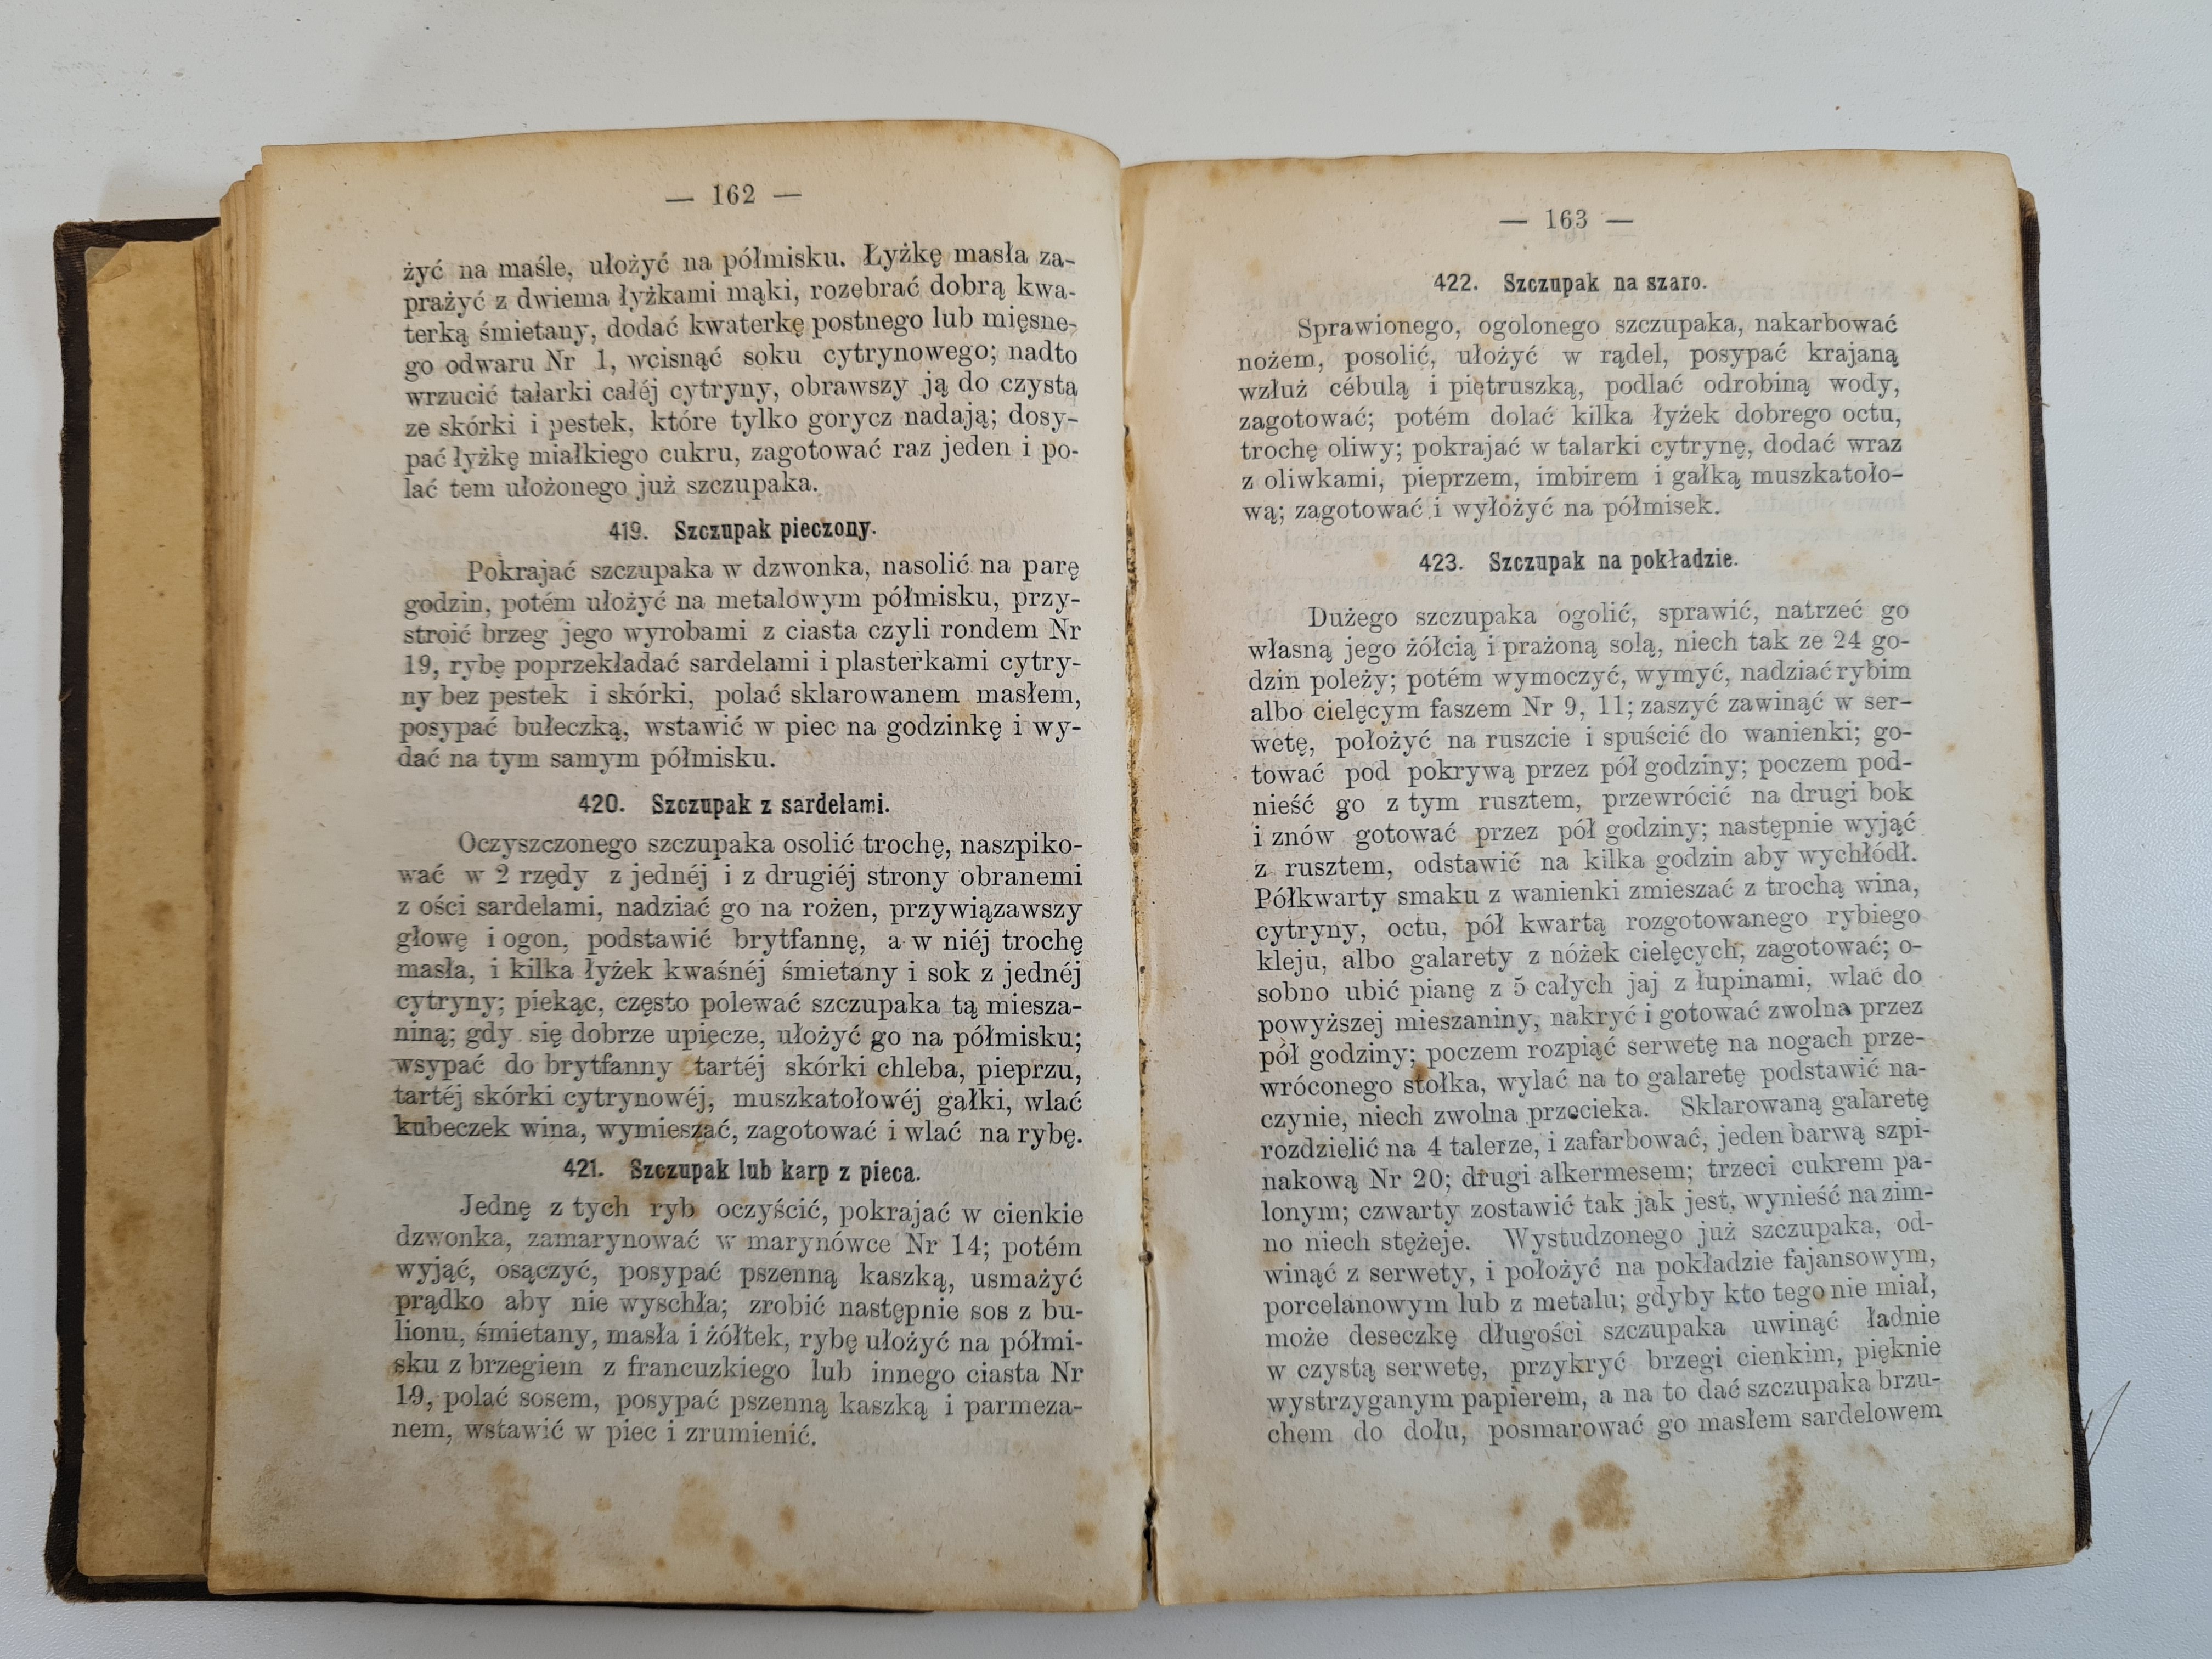 — 162 —
żyć na maśle, ułożyć na półmisku. Łyżkę masła za-
prażyć z dwiema łyżkami mąki, rozebrać dobrą kwa-
terką śmietany, dodać kwaterkę postnego lub mięsne-
go odwaru Nr 1, wcisnąć soku cytrynowego; nadto
wrzucić talarki całéj cytryny, obrawszy ją do czysta
ze skórki i pestek, które tylko gorycz nadają; dosy-
pać łyżkę miałkiego cukru, zagotować raz jeden i po-
lać tem ułożonego już szczupaka.
419. Szczupak pieczony.
Pokrajać szczupaka w dzwonka, nasolić na parę
godzin, potém ułożyć na metalowym półmisku, przy-
stroić brzeg jego wyrobami z ciasta czyli rondem Nr
19, rybę poprzekładać sardelami i plasterkami cytry-
ny bez pestek i skórki, polać sklarowanem masłem,
posypać bułeczką, wstawić w piec na godzinkę i wy-
dać na tym samym półmisku.
420. Szczupak z sardelami.
Oczyszczonego szczupaka osolić trochę, naszpiko-
wać w 2 rzędy z jednéj i z drugiéj strony obranemi
z ości sardelami, nadziać go na rożen, przywiązawszy
głowę i ogon, podstawić brytfannę, a w niéj trochę
masła, i kilka łyżek kwaśnéj śmietany i sok z jednéj
cytryny; piekąc, często polewać szczupaka tą miesza-
niną; gdy się dobrze upiecze, ułożyć go na półmisku;
wsypać do brytfanny tartéj skórki chleba, pieprzu,
tartéj skórki cytrynowéj, muszkatołowéj gałki, wlać
kubeczek wina, wymieszać, zagotować i wlać na rybę.
421. Szczupak lub karp z pieca.
Jednę z tych ryb oczyścić, pokrajać w cienkie
dzwonka, zamarynować w marynówce Nr 14; potém
wyjąć, osączyć, posypać pszenną kaszką, usmażyć
prądko aby nie wyschła; zrobić następnie sos z bu-
lionu, śmietany, masła i żółtek, rybę ułożyć na półmi-
sku z brzegiem z francuzkiego lub innego ciasta Nr
19, polać sosem, posypać pszenną kaszką i parmeza-
nem, wstawić w piec i zrumienić.
— 163 —
422. Szczupak na szaro.
Sprawionego, ogolonego szczupaka, nakarbować
nożem, posolić, ułożyć w rądel, posypać krajaną
wzłuż cébulą i piętruszką, podlać odrobiną wody,
zagotować; potém dolać kilka łyżek dobrego octu,
trochę oliwy; pokrajać w talarki cytrynę, dodać wraz
z oliwkami, pieprzem, imbirem i gałką muszkatoło-
wą; zagotować i wyłożyć na półmisek.
423. Szczupak na pokładzie.
Dużego szczupaka ogolić, sprawić, natrzeć go
własną jego żółcią i prażoną solą, niech tak ze 24 go-
dzin poleży; potém wymoczyć, wymyć, nadziać rybim
albo cielęcym faszem Nr 9, 11; zaszyć zawinąć w ser-
wetę, położyć na ruszcie i spuścić do wanienki; go-
tować pod pokrywą przez pół godziny; poczem pod-
nieść go z tym rusztem, przewrócić na drugi bok
i znów gotować przez pół godziny; następnie wyjąć
z rusztem, odstawić na kilka godzin aby wychłódł.
Półkwarty smaku z wanienki zmieszać z trochą wina,
cytryny, octu, pół kwartą rozgotowanego rybiego
kleju, albo galarety z nóżek cielęcych, zagotować; o-
sobno ubić pianę z 5 całych jaj z łupinami, wlać do
powyższej mieszaniny, nakryć i gotować zwolna przez
pół godziny; poczem rozpiąć serwetę na nogach prze-
wróconego stołka, wylać na to galaretę podstawić na-
czynie, niech zwolna przecieka. Sklarowaną galaretę
rozdzielić na 4 talerze, i zafarbować, jeden barwą szpi-
nakową Nr 20; drugi alkermesem; trzeci cukrem pa-
lonym; czwarty zostawić tak jak jest, wynieść na zim-
no niech stężeje. Wystudzonego już szczupaka, od-
winąć z serwety, i położyć na pokładzie fajansowym,
porcelanowym lub z metalu; gdyby kto tego nie miał,
może deseczkę długości szczupaka uwinąć ładnie
w czystą serwetę, przykryć brzegi cienkim, pięknie
wystrzyganym papierem, a na to dać szczupaka brzu-
chem do dołu, posmarować go masłem sardelowem